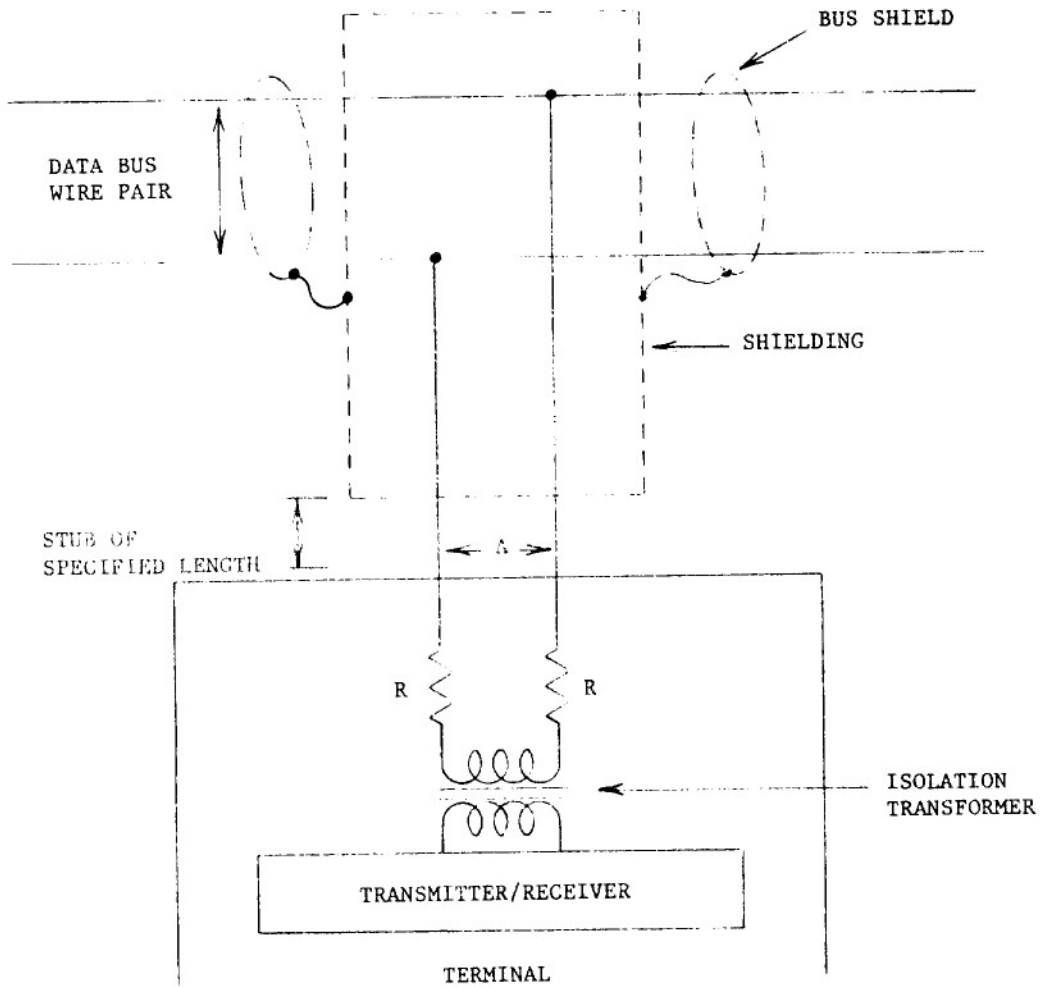 BUS SHIELD
DATA BUS
WIRE PAIR
SHIELDING
STUB OF
SPECIFIED LENGTH
A
R
R
ISOLATION
TRANSFORMER
TRANSMITTER/RECEIVER
TERMINAL